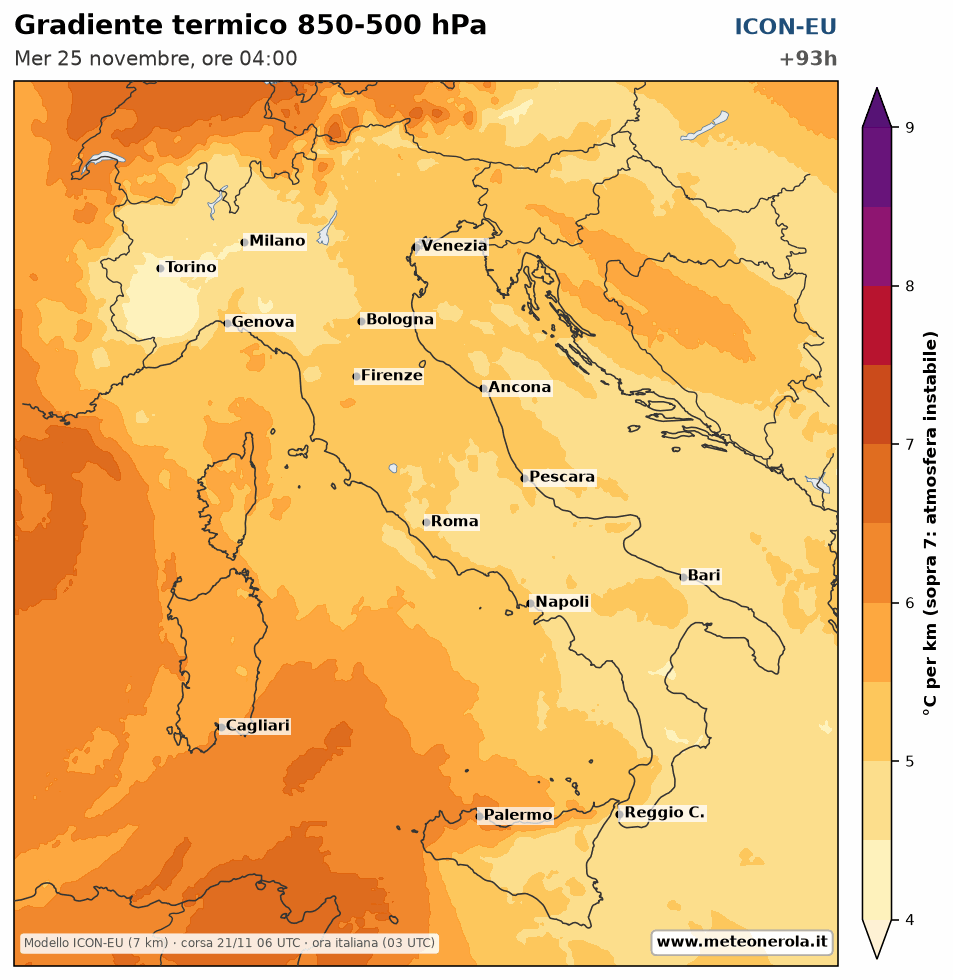 Gradiente termico 850-500 hPa
ICON-EU
Mer 25 novembre, ore 04:00
+93h
Milano
Venezia
Torino
Genova
Bologna
Firenze
Ancona
Pescara
Roma
Bari
Napoli
Cagliari
Palermo
Reggio C.
9
8
7
6
5
4
°C per km (sopra 7: atmosfera instabile)
Modello ICON-EU (7 km) · corsa 21/11 06 UTC · ora italiana (03 UTC)
www.meteonerola.it